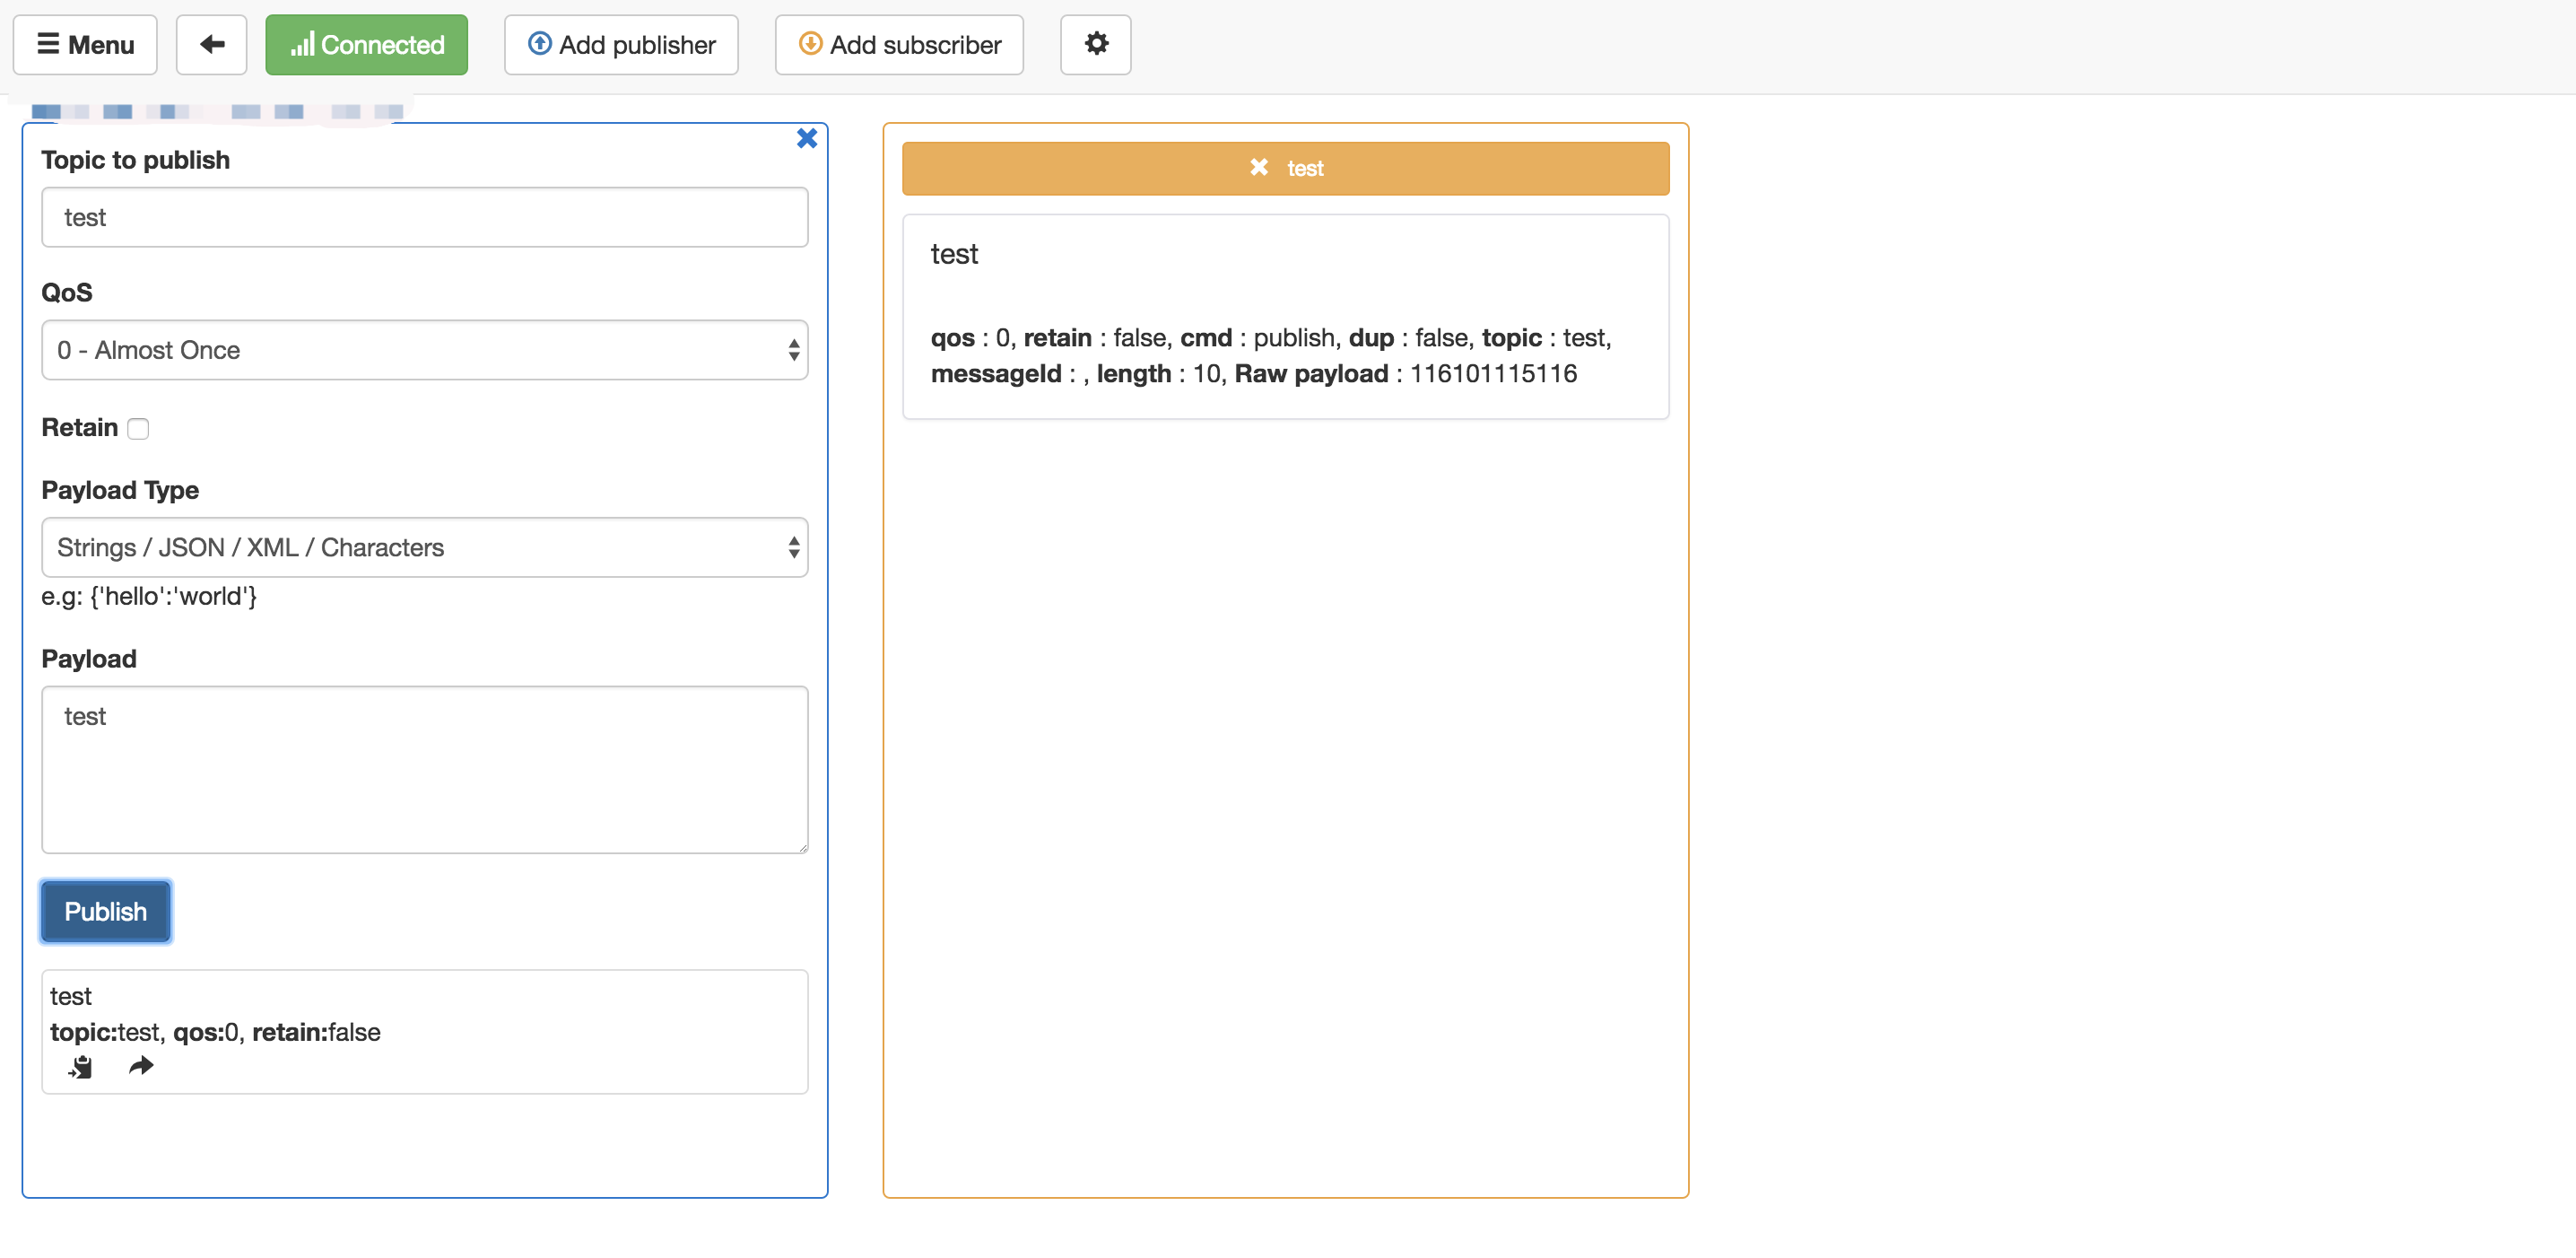 Menu
Connected
Add publisher
Add subscriber
Topic to publish
test
QoS
0 - Almost Once
Retain
Payload Type
Strings / JSON / XML / Characters
e.g: {'hello':'world'}
Payload
test
Publish
test
topic:test, qos:0, retain:false
test
test
qos : 0, retain : false, cmd : publish, dup : false, topic : test,
messageId : , length : 10, Raw payload : 116101115116